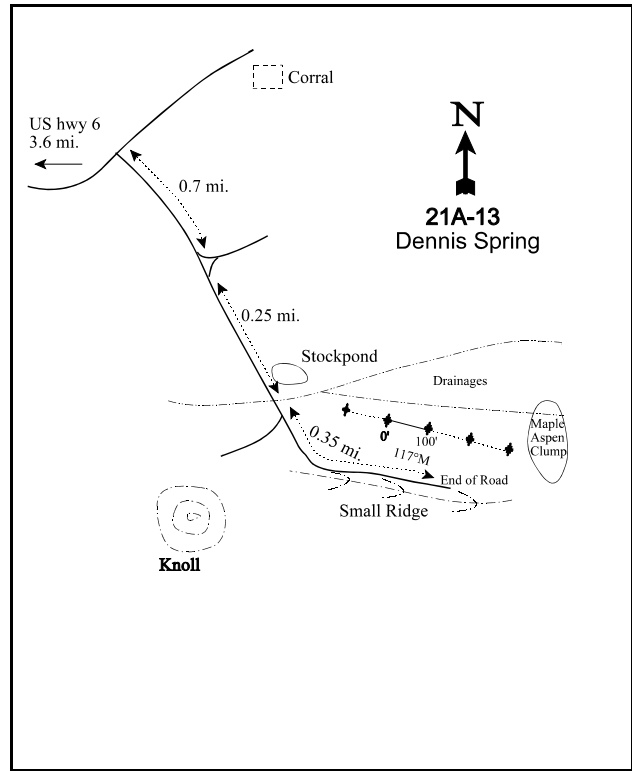 Corral
US hwy 6
3.6 mi.
N
0.7 mi.
21A-13
Dennis Spring
0.25 mi.
Stockpond
Drainages
Maple
Aspen
Clump
0'
100'
0.35 mi.
117°M
End of Road
Small Ridge
Knoll